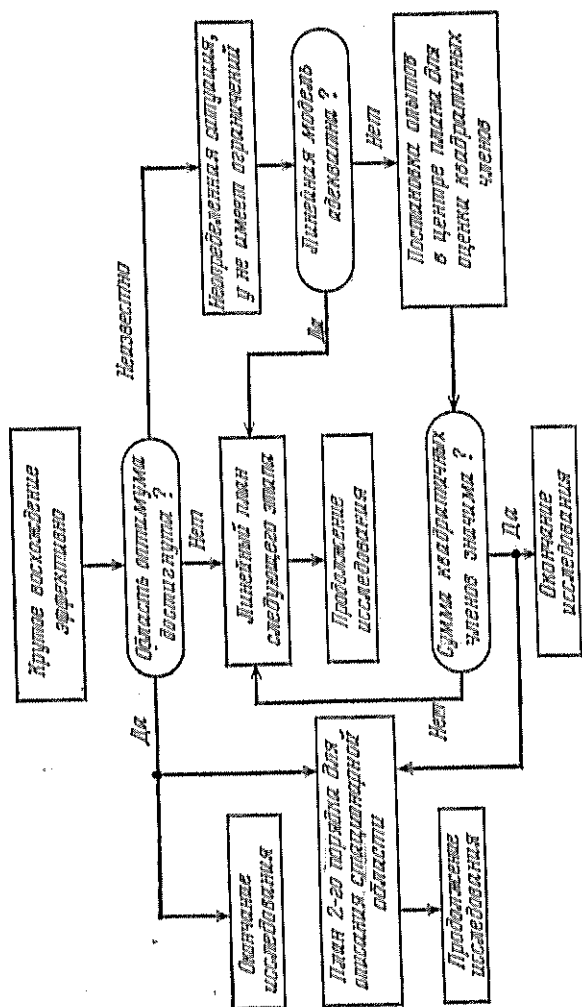 Крутое восхождение
эффективно
Область оптимума
достигнута ?
Да
Нет
Неизвестно
Окончание
исследования
План 2-го порядка для
описания стационарной
области
Продолжение
исследования
Линейный план
следующего этапа
Продолжение
исследования
Неопределенная ситуация,
y не имеет ограничений
Линейная модель
адекватна ?
Да
Нет
Постановка опытов
в центре плана для
оценки квадратичных
членов
Сумма квадратичных
членов значима ?
Нет
Да
Окончание
исследования